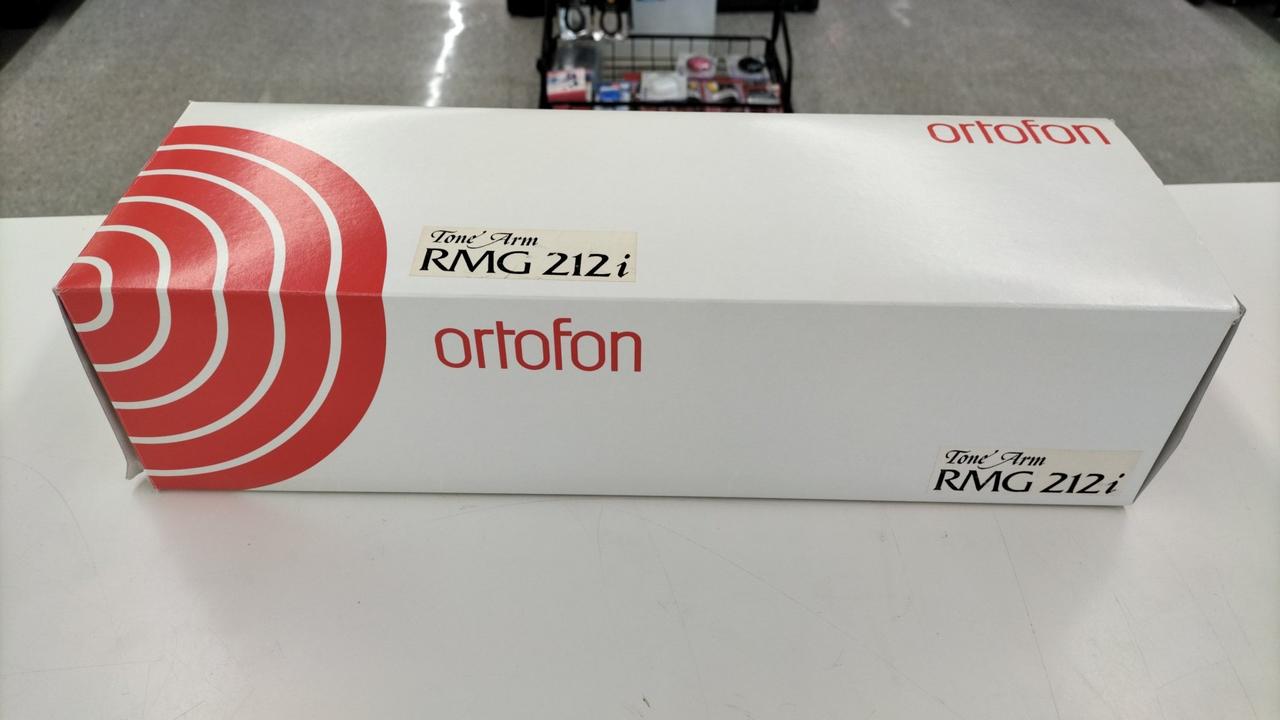 ortofon
Tone Arm
RMG 212i
ortofon
Tone Arm
RMG 212i